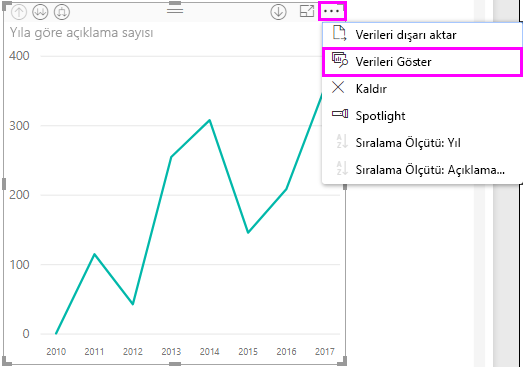 Yıla göre açıklama sayısı
400
300
200
100
0
2010 2011 2012 2013 2014 2015 2016 2017
Verileri dışarı aktar
Verileri Göster
Kaldır
Spotlight
Sıralama Ölçütü: Yıl
Sıralama Ölçütü: Açıklama...